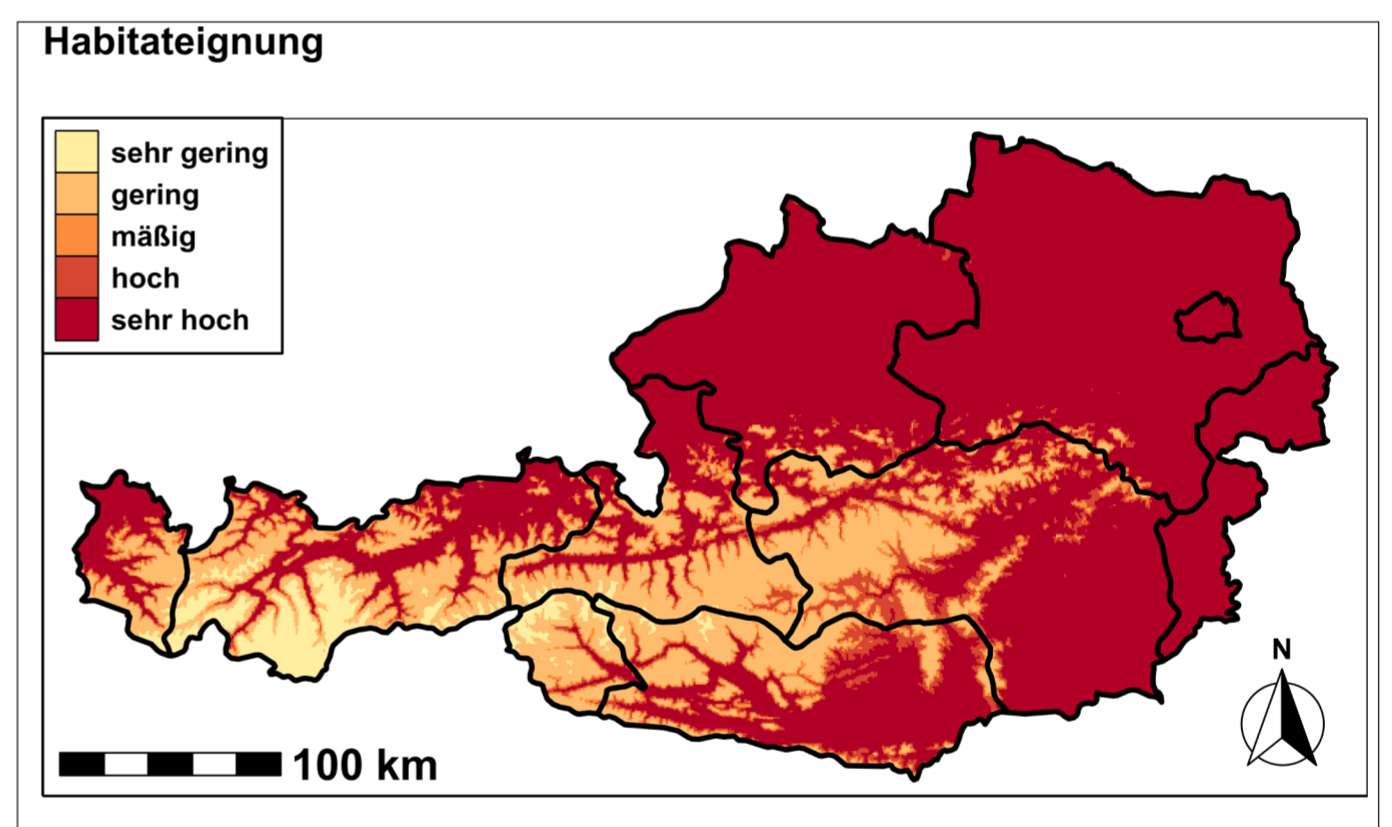 Habitateignung
sehr gering
gering
mäßig
hoch
sehr hoch
N
100 km